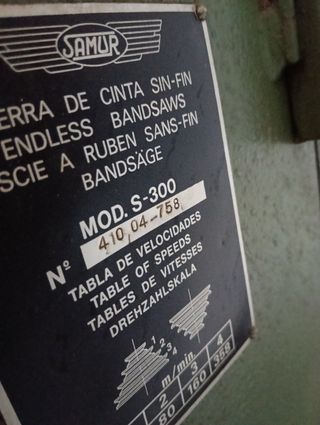 SAMUR
ERRA DE CINTA SIN-FIN
ENDLESS BANDSAWS
SCIE A RUBEN SANS-FIN
BANDSÄGE
MOD. S-300
Nº 410,04-758
TABLA DE VELOCIDADES
TABLE OF SPEEDS
TABLES DE VITESSES
DREHZAHLSKALA
1 2 3 4
m/min
2 3 4
80 160 358